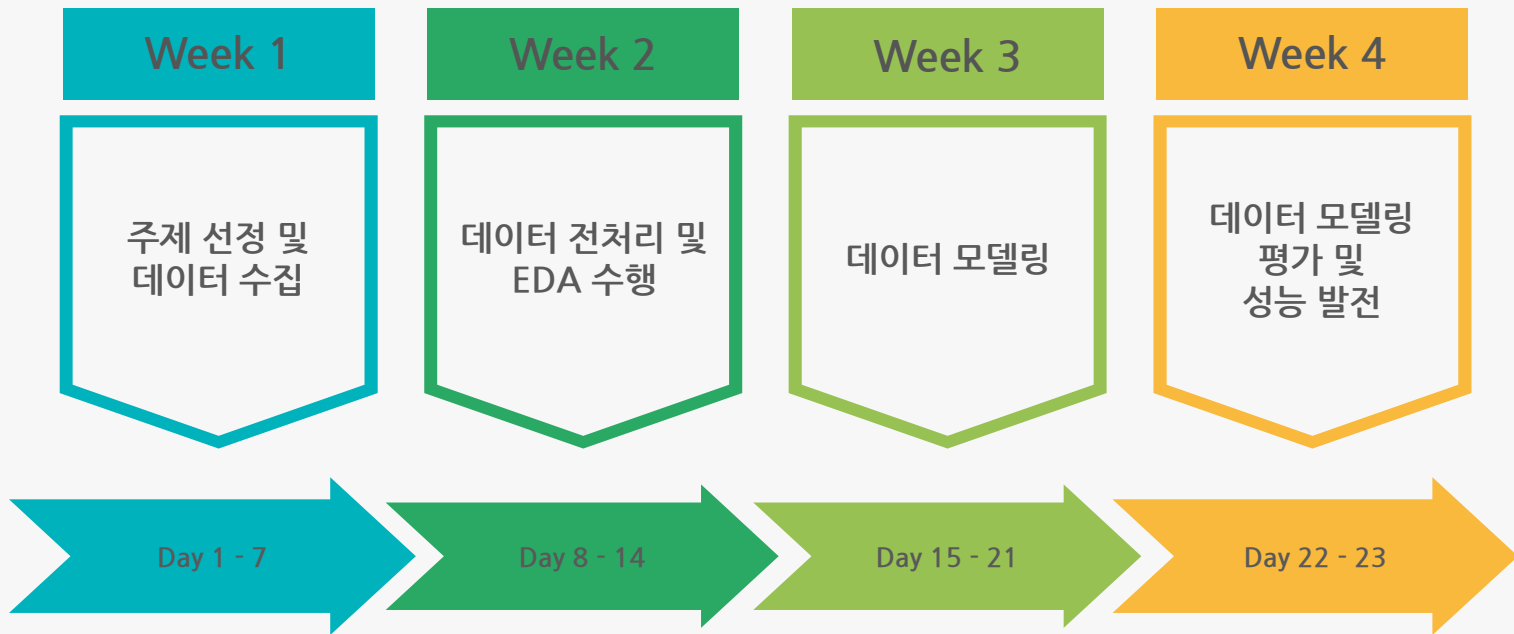 Week 1
Week 2
Week 3
Week 4
주제 선정 및
데이터 수집
데이터 전처리 및
EDA 수행
데이터 모델링
데이터 모델링
평가 및
성능 발전
Day 1 - 7
Day 8 - 14
Day 15 - 21
Day 22 - 23